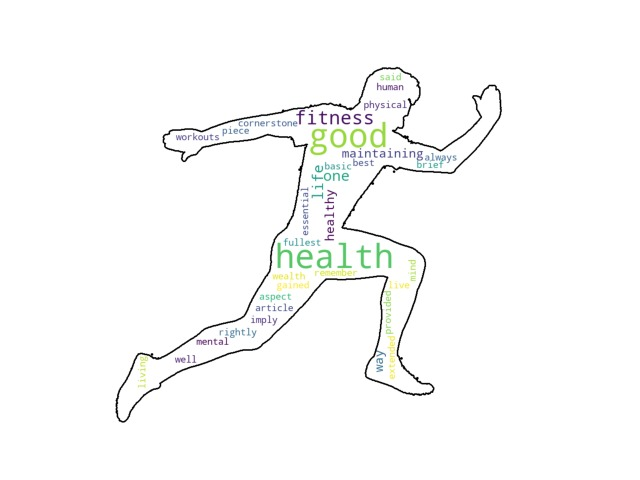 said
human
physical
fitness
cornerstone
piece
workouts
good
maintaining
always
brief
best
basic
one
life
healthy
essential
fullest
health
wealth
remember
gained
live
mind
aspect
article
provided
imply
rightly
mental
extended
way
well
living